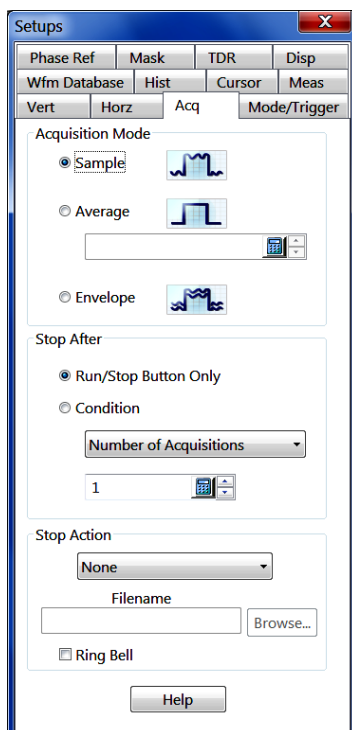 Setups
Phase Ref Mask TDR Disp
Wfm Database Hist Cursor Meas
Vert Horz Acq Mode/Trigger
Acquisition Mode
Sample
Average
Envelope
Stop After
Run/Stop Button Only
Condition
Number of Acquisitions
1
Stop Action
None
Filename
Browse...
Ring Bell
Help